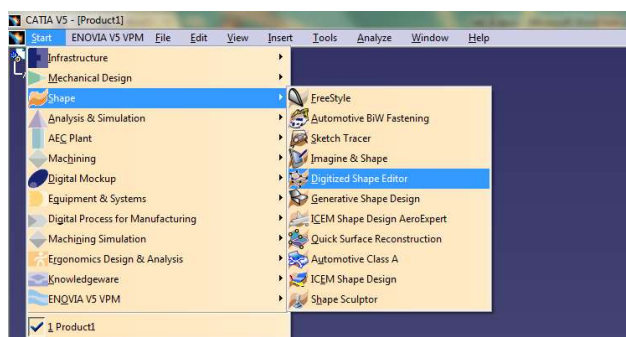 CATIA V5 - [Product1]
Start ENOVIA V5 VPM File Edit View Insert Tools Analyze Window Help
Infrastructure
Mechanical Design
Shape
Analysis & Simulation
AEC Plant
Machining
Digital Mockup
Equipment & Systems
Digital Process for Manufacturing
Machining Simulation
Ergonomics Design & Analysis
Knowledgeware
ENOVIA V5 VPM
1 Product1
FreeStyle
Automotive BiW Fastening
Sketch Tracer
Imagine & Shape
Digitized Shape Editor
Generative Shape Design
ICEM Shape Design AeroExpert
Quick Surface Reconstruction
Automotive Class A
ICEM Shape Design
Shape Sculptor